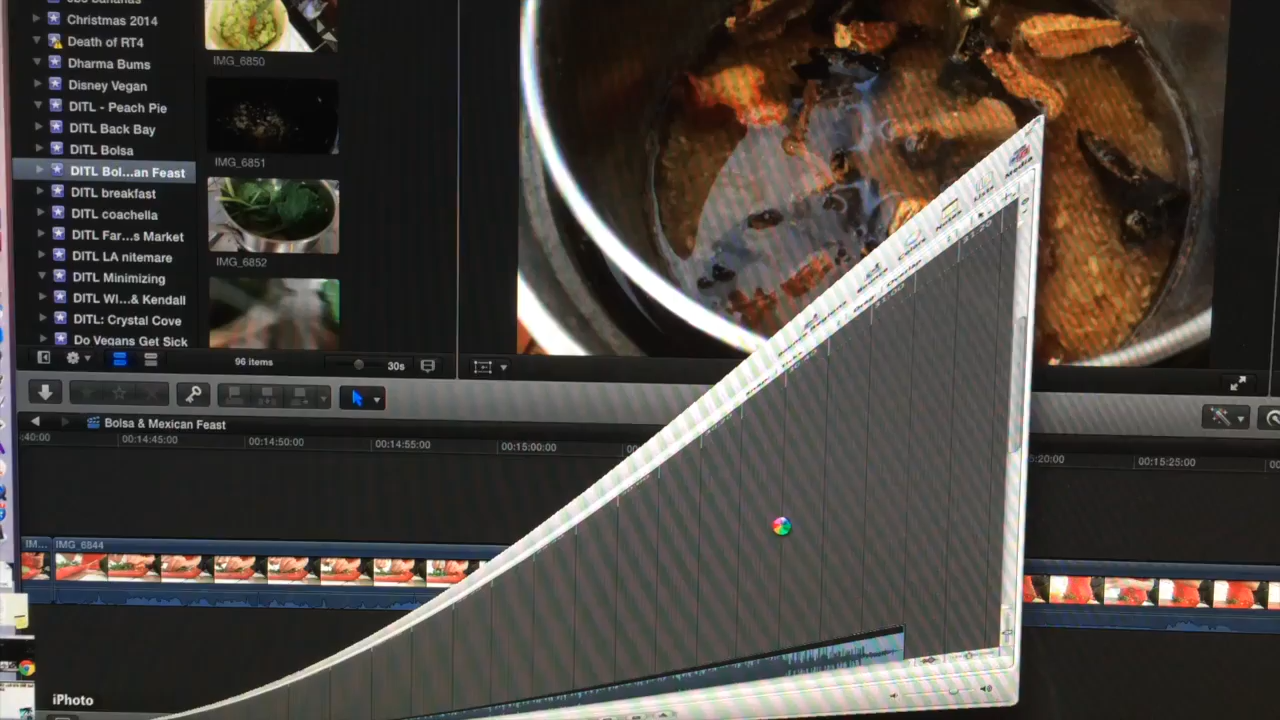 Christmas 2014
Death of RT4
Dharma Bums
Disney Vegan
DITL - Peach Pie
DITL Back Bay
DITL Bolsa
DITL Bol...an Feast
DITL breakfast
DITL coachella
DITL Far...s Market
DITL LA nitemare
DITL Minimizing
DITL WI...& Kendall
DITL: Crystal Cove
Do Vegans Get Sick
IMG_6850
IMG_6851
IMG_6852
96 items
30s
Bolsa & Mexican Feast
:40:00
00:14:45:00
00:14:50:00
00:14:55:00
00:15:00:00
5:20:00
00:15:25:00
IM...
IMG_6844
Media
iPhoto